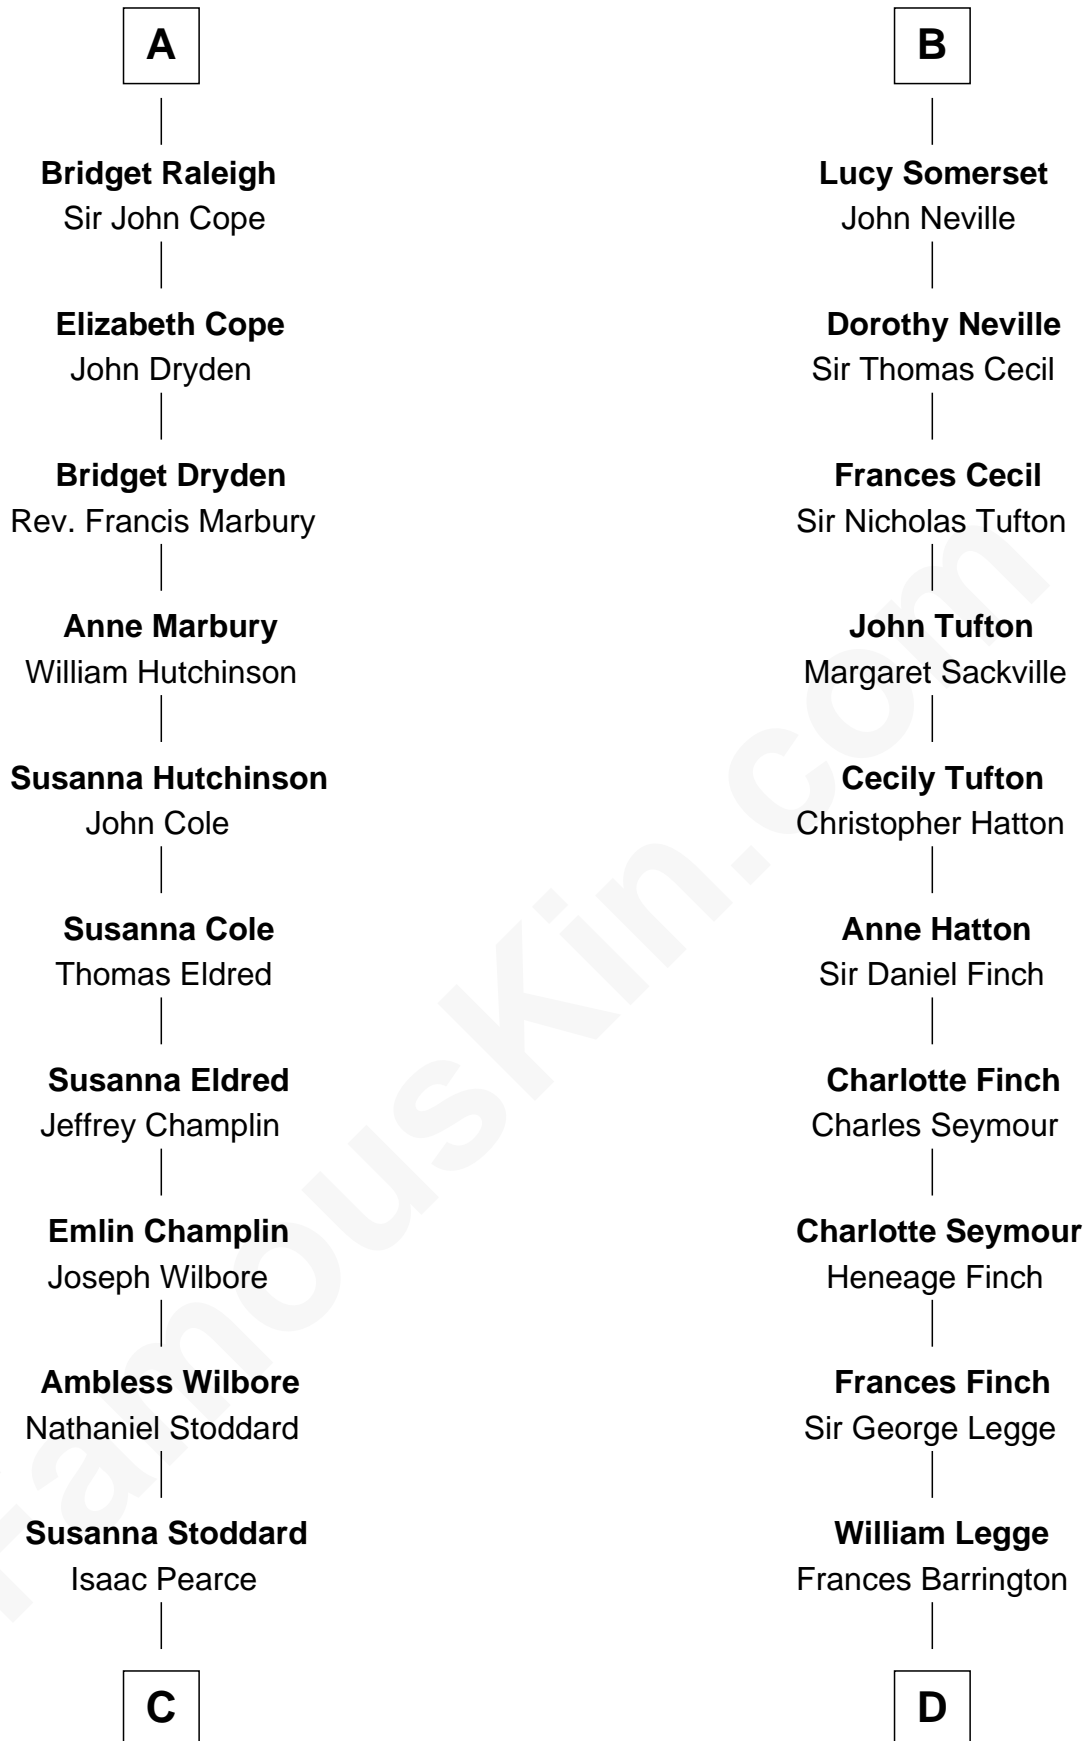 A
Bridget Raleigh
Sir John Cope
Elizabeth Cope
John Dryden
Bridget Dryden
Rev. Francis Marbury
Anne Marbury
William Hutchinson
Susanna Hutchinson
John Cole
Susanna Cole
Thomas Eldred
Susanna Eldred
Jeffrey Champlin
Emlin Champlin
Joseph Wilbore
Ambless Wilbore
Nathaniel Stoddard
Susanna Stoddard
Isaac Pearce
C
B
Lucy Somerset
John Neville
Dorothy Neville
Sir Thomas Cecil
Frances Cecil
Sir Nicholas Tufton
John Tufton
Margaret Sackville
Cecily Tufton
Christopher Hatton
Anne Hatton
Sir Daniel Finch
Charlotte Finch
Charles Seymour
Charlotte Seymour
Heneage Finch
Frances Finch
Sir George Legge
William Legge
Frances Barrington
D
FamousKin.com